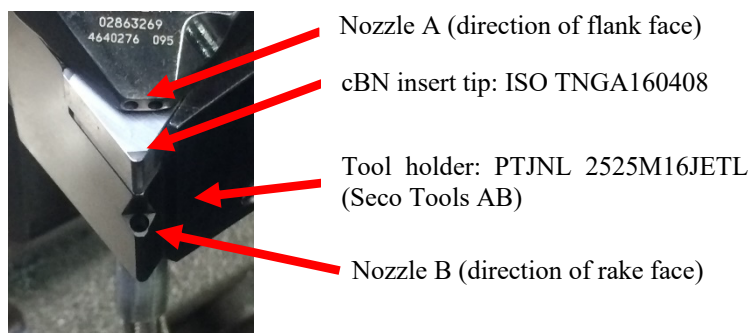 02863269
4640276 095
Nozzle A (direction of flank face)
cBN insert tip: ISO TNGA160408
Tool holder: PTJNL 2525M16JETL
(Seco Tools AB)
Nozzle B (direction of rake face)